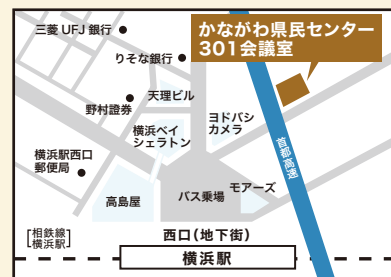 三菱UFJ銀行
かながわ県民センター
301会議室
りそな銀行
天理ビル
野村證券
横浜ベイ
シェラトン
ヨドバシ
カメラ
首都高速
横浜駅西口
郵便局
高島屋
バス乗場
モアーズ
[相鉄線
横浜駅]
西口(地下街)
横浜駅